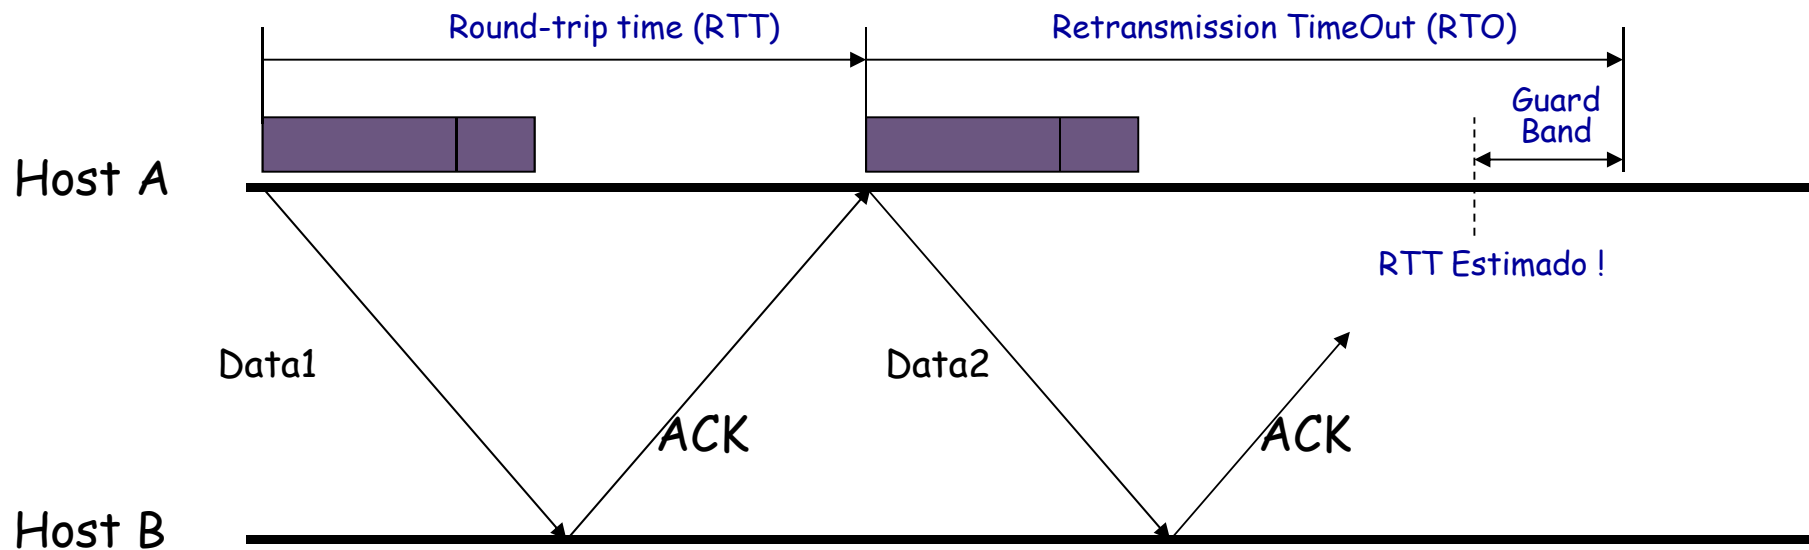 Round-trip time (RTT)
Retransmission TimeOut (RTO)
Guard
Band
Host A
RTT Estimado !
Data1
Data2
ACK
ACK
Host B